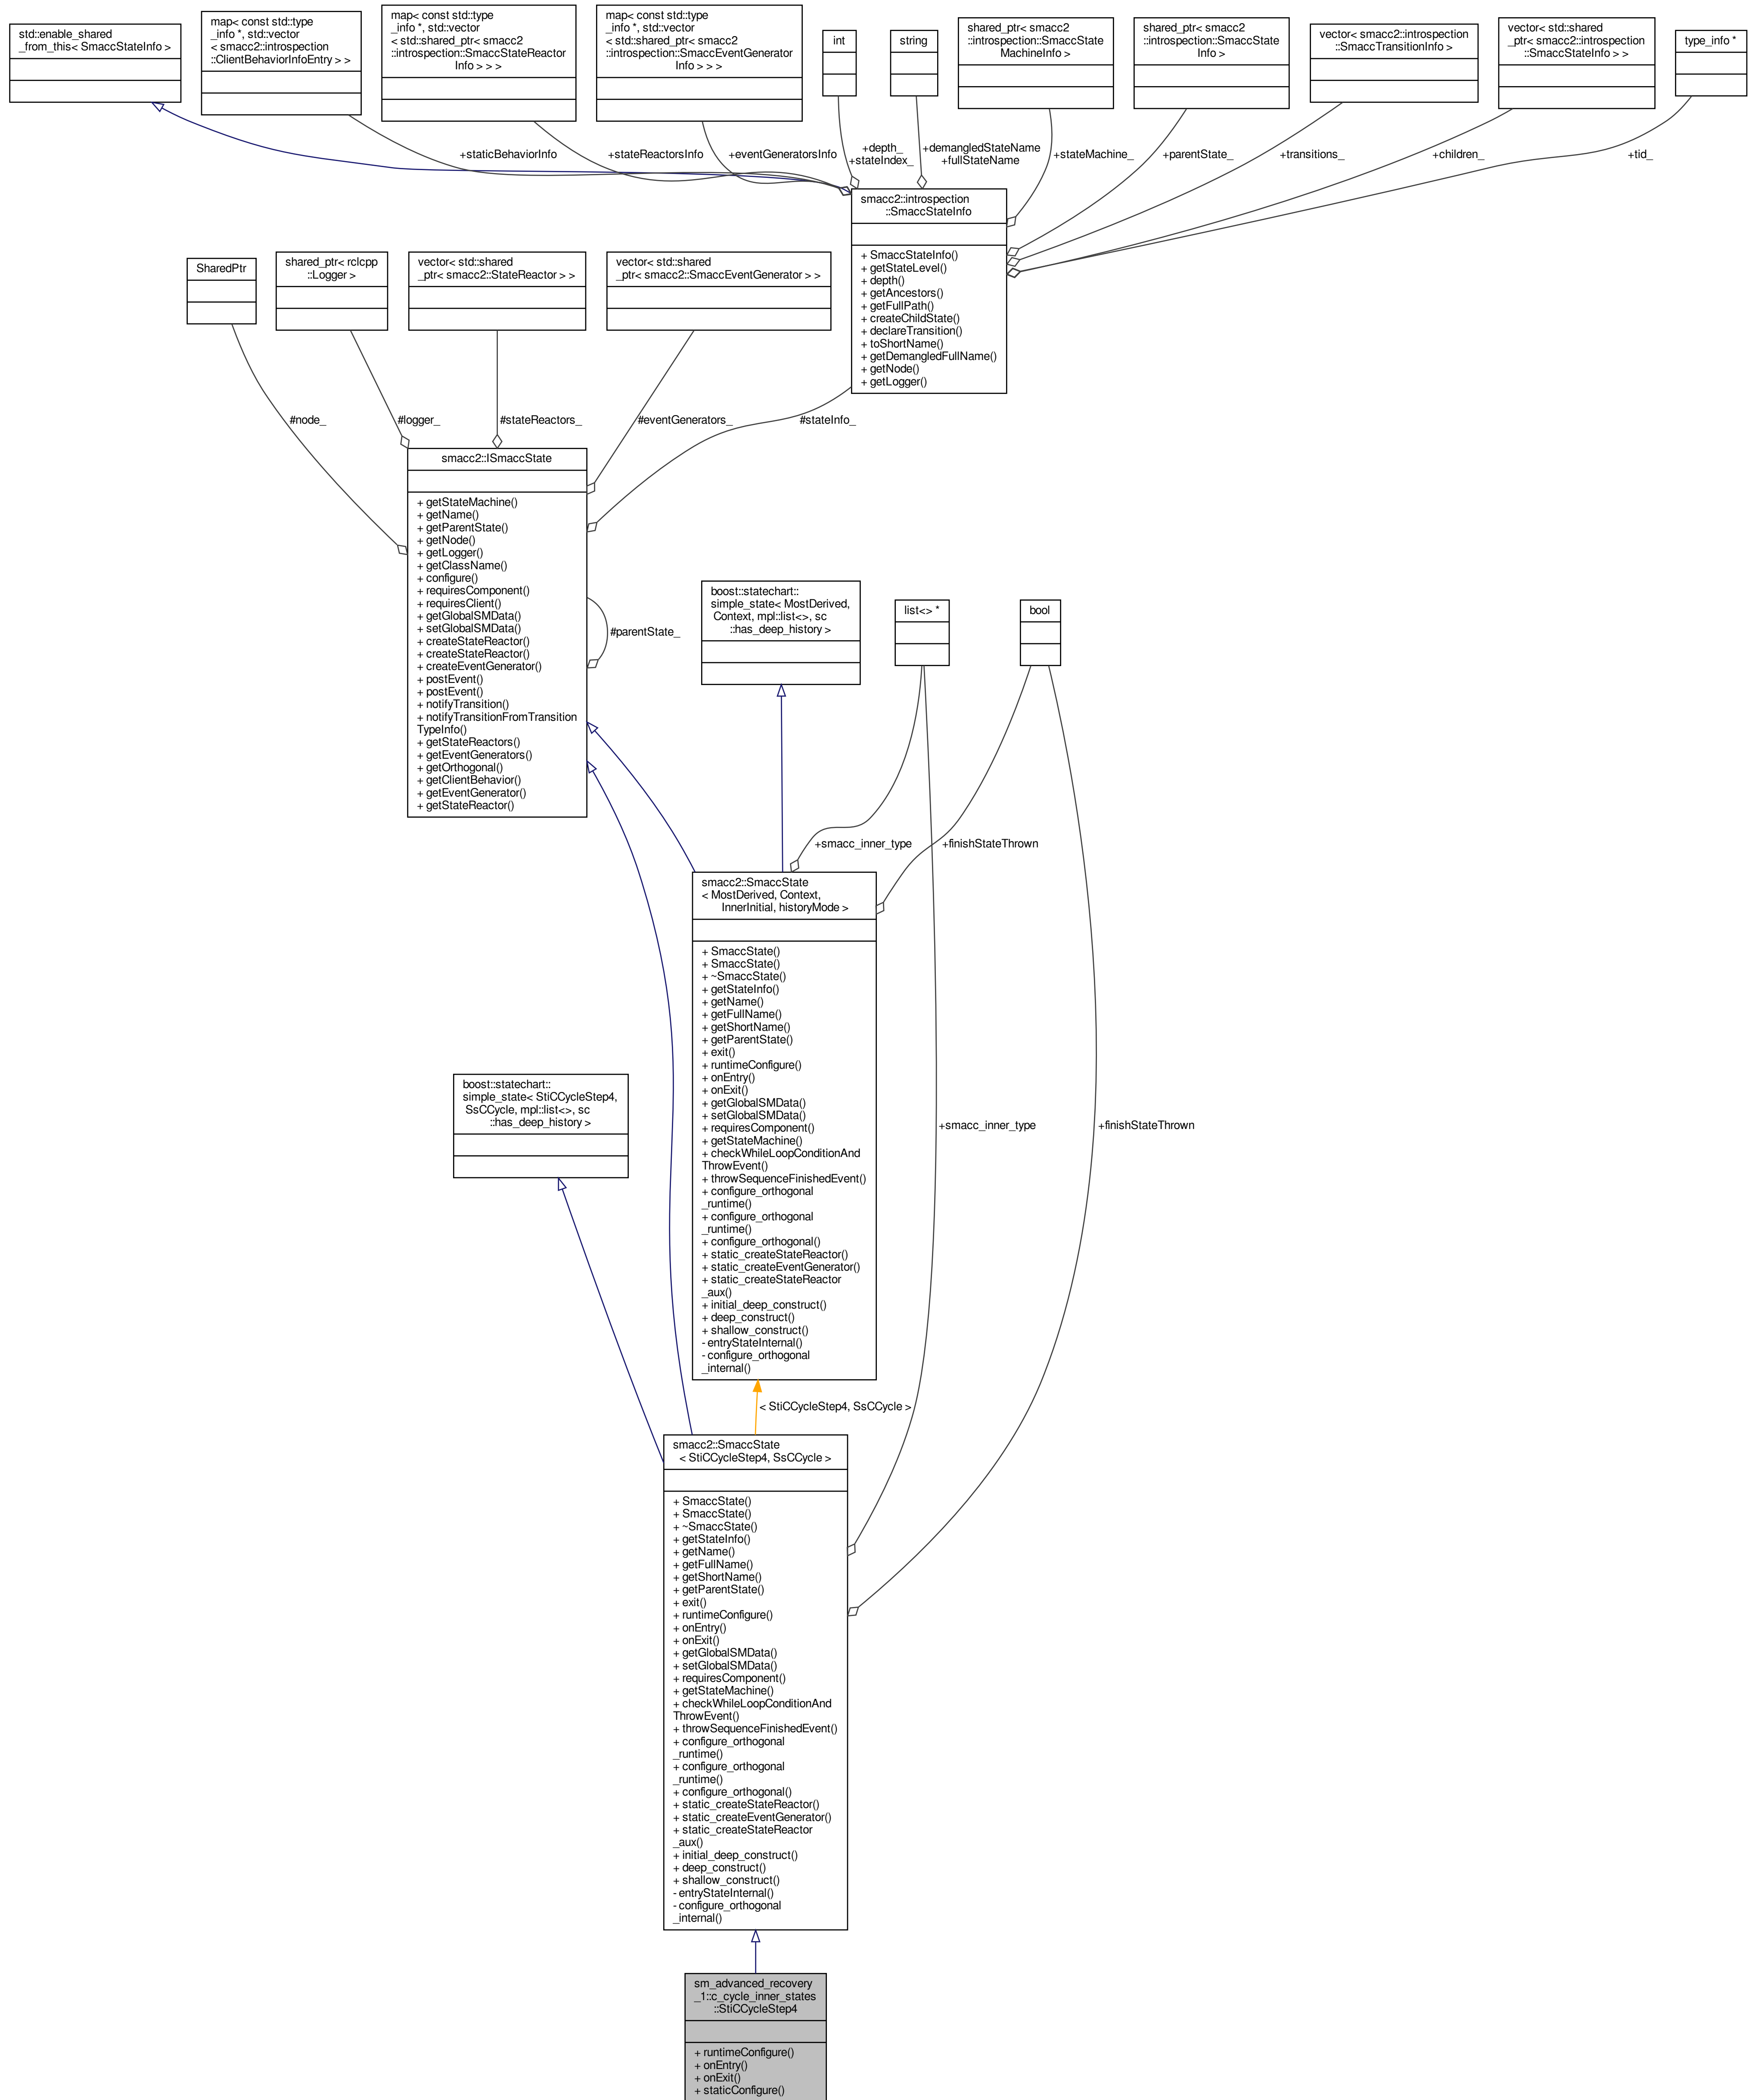 std::enable_shared
_from_this< SmaccStateInfo >
map< const std::type
_info *, std::vector
< smacc2::introspection
::ClientBehaviorInfoEntry > >
map< const std::type
_info *, std::vector
< std::shared_ptr< smacc2
::introspection::SmaccStateReactor
Info > > >
map< const std::type
_info *, std::vector
< std::shared_ptr< smacc2
::introspection::SmaccEventGenerator
Info > > >
int
string
shared_ptr< smacc2
::introspection::SmaccState
MachineInfo >
shared_ptr< smacc2
::introspection::SmaccState
Info >
vector< smacc2::introspection
::SmaccTransitionInfo >
vector< std::shared
_ptr< smacc2::introspection
::SmaccStateInfo > >
type_info *
+staticBehaviorInfo
+stateReactorsInfo
+eventGeneratorsInfo
+depth_
+stateIndex_
+demangledStateName
+fullStateName
+stateMachine_
+parentState_
+transitions_
+children_
+tid_
smacc2::introspection
::SmaccStateInfo
+ SmaccStateInfo()
+ getStateLevel()
+ depth()
+ getAncestors()
+ getFullPath()
+ createChildState()
+ declareTransition()
+ toShortName()
+ getDemangledFullName()
+ getNode()
+ getLogger()
SharedPtr
shared_ptr< rclcpp
::Logger >
vector< std::shared
_ptr< smacc2::StateReactor > >
vector< std::shared
_ptr< smacc2::SmaccEventGenerator > >
#node_
#logger_
#stateReactors_
#eventGenerators_
#stateInfo_
smacc2::ISmaccState
+ getStateMachine()
+ getName()
+ getParentState()
+ getNode()
+ getLogger()
+ getClassName()
+ configure()
+ requiresComponent()
+ requiresClient()
+ getGlobalSMData()
+ setGlobalSMData()
+ createStateReactor()
+ createStateReactor()
+ createEventGenerator()
+ postEvent()
+ postEvent()
+ notifyTransition()
+ notifyTransitionFromTransition
TypeInfo()
+ getStateReactors()
+ getEventGenerators()
+ getOrthogonal()
+ getClientBehavior()
+ getEventGenerator()
+ getStateReactor()
#parentState_
boost::statechart::
simple_state< MostDerived,
Context, mpl::list<>, sc
::has_deep_history >
list<> *
bool
+smacc_inner_type
+finishStateThrown
smacc2::SmaccState
< MostDerived, Context,
InnerInitial, historyMode >
+ SmaccState()
+ SmaccState()
+ ~SmaccState()
+ getStateInfo()
+ getName()
+ getFullName()
+ getShortName()
+ getParentState()
+ exit()
+ runtimeConfigure()
+ onEntry()
+ onExit()
+ getGlobalSMData()
+ setGlobalSMData()
+ requiresComponent()
+ getStateMachine()
+ checkWhileLoopConditionAnd
ThrowEvent()
+ throwSequenceFinishedEvent()
+ configure_orthogonal
_runtime()
+ configure_orthogonal
_runtime()
+ configure_orthogonal()
+ static_createStateReactor()
+ static_createEventGenerator()
+ static_createStateReactor
_aux()
+ initial_deep_construct()
+ deep_construct()
+ shallow_construct()
- entryStateInternal()
- configure_orthogonal
_internal()
boost::statechart::
simple_state< StiCCycleStep4,
SsCCycle, mpl::list<>, sc
::has_deep_history >
+smacc_inner_type
+finishStateThrown
< StiCCycleStep4, SsCCycle >
smacc2::SmaccState
< StiCCycleStep4, SsCCycle >
+ SmaccState()
+ SmaccState()
+ ~SmaccState()
+ getStateInfo()
+ getName()
+ getFullName()
+ getShortName()
+ getParentState()
+ exit()
+ runtimeConfigure()
+ onEntry()
+ onExit()
+ getGlobalSMData()
+ setGlobalSMData()
+ requiresComponent()
+ getStateMachine()
+ checkWhileLoopConditionAnd
ThrowEvent()
+ throwSequenceFinishedEvent()
+ configure_orthogonal
_runtime()
+ configure_orthogonal
_runtime()
+ configure_orthogonal()
+ static_createStateReactor()
+ static_createEventGenerator()
+ static_createStateReactor
_aux()
+ initial_deep_construct()
+ deep_construct()
+ shallow_construct()
- entryStateInternal()
- configure_orthogonal
_internal()
sm_advanced_recovery
_1::c_cycle_inner_states
::StiCCycleStep4
+ runtimeConfigure()
+ onEntry()
+ onExit()
+ staticConfigure()